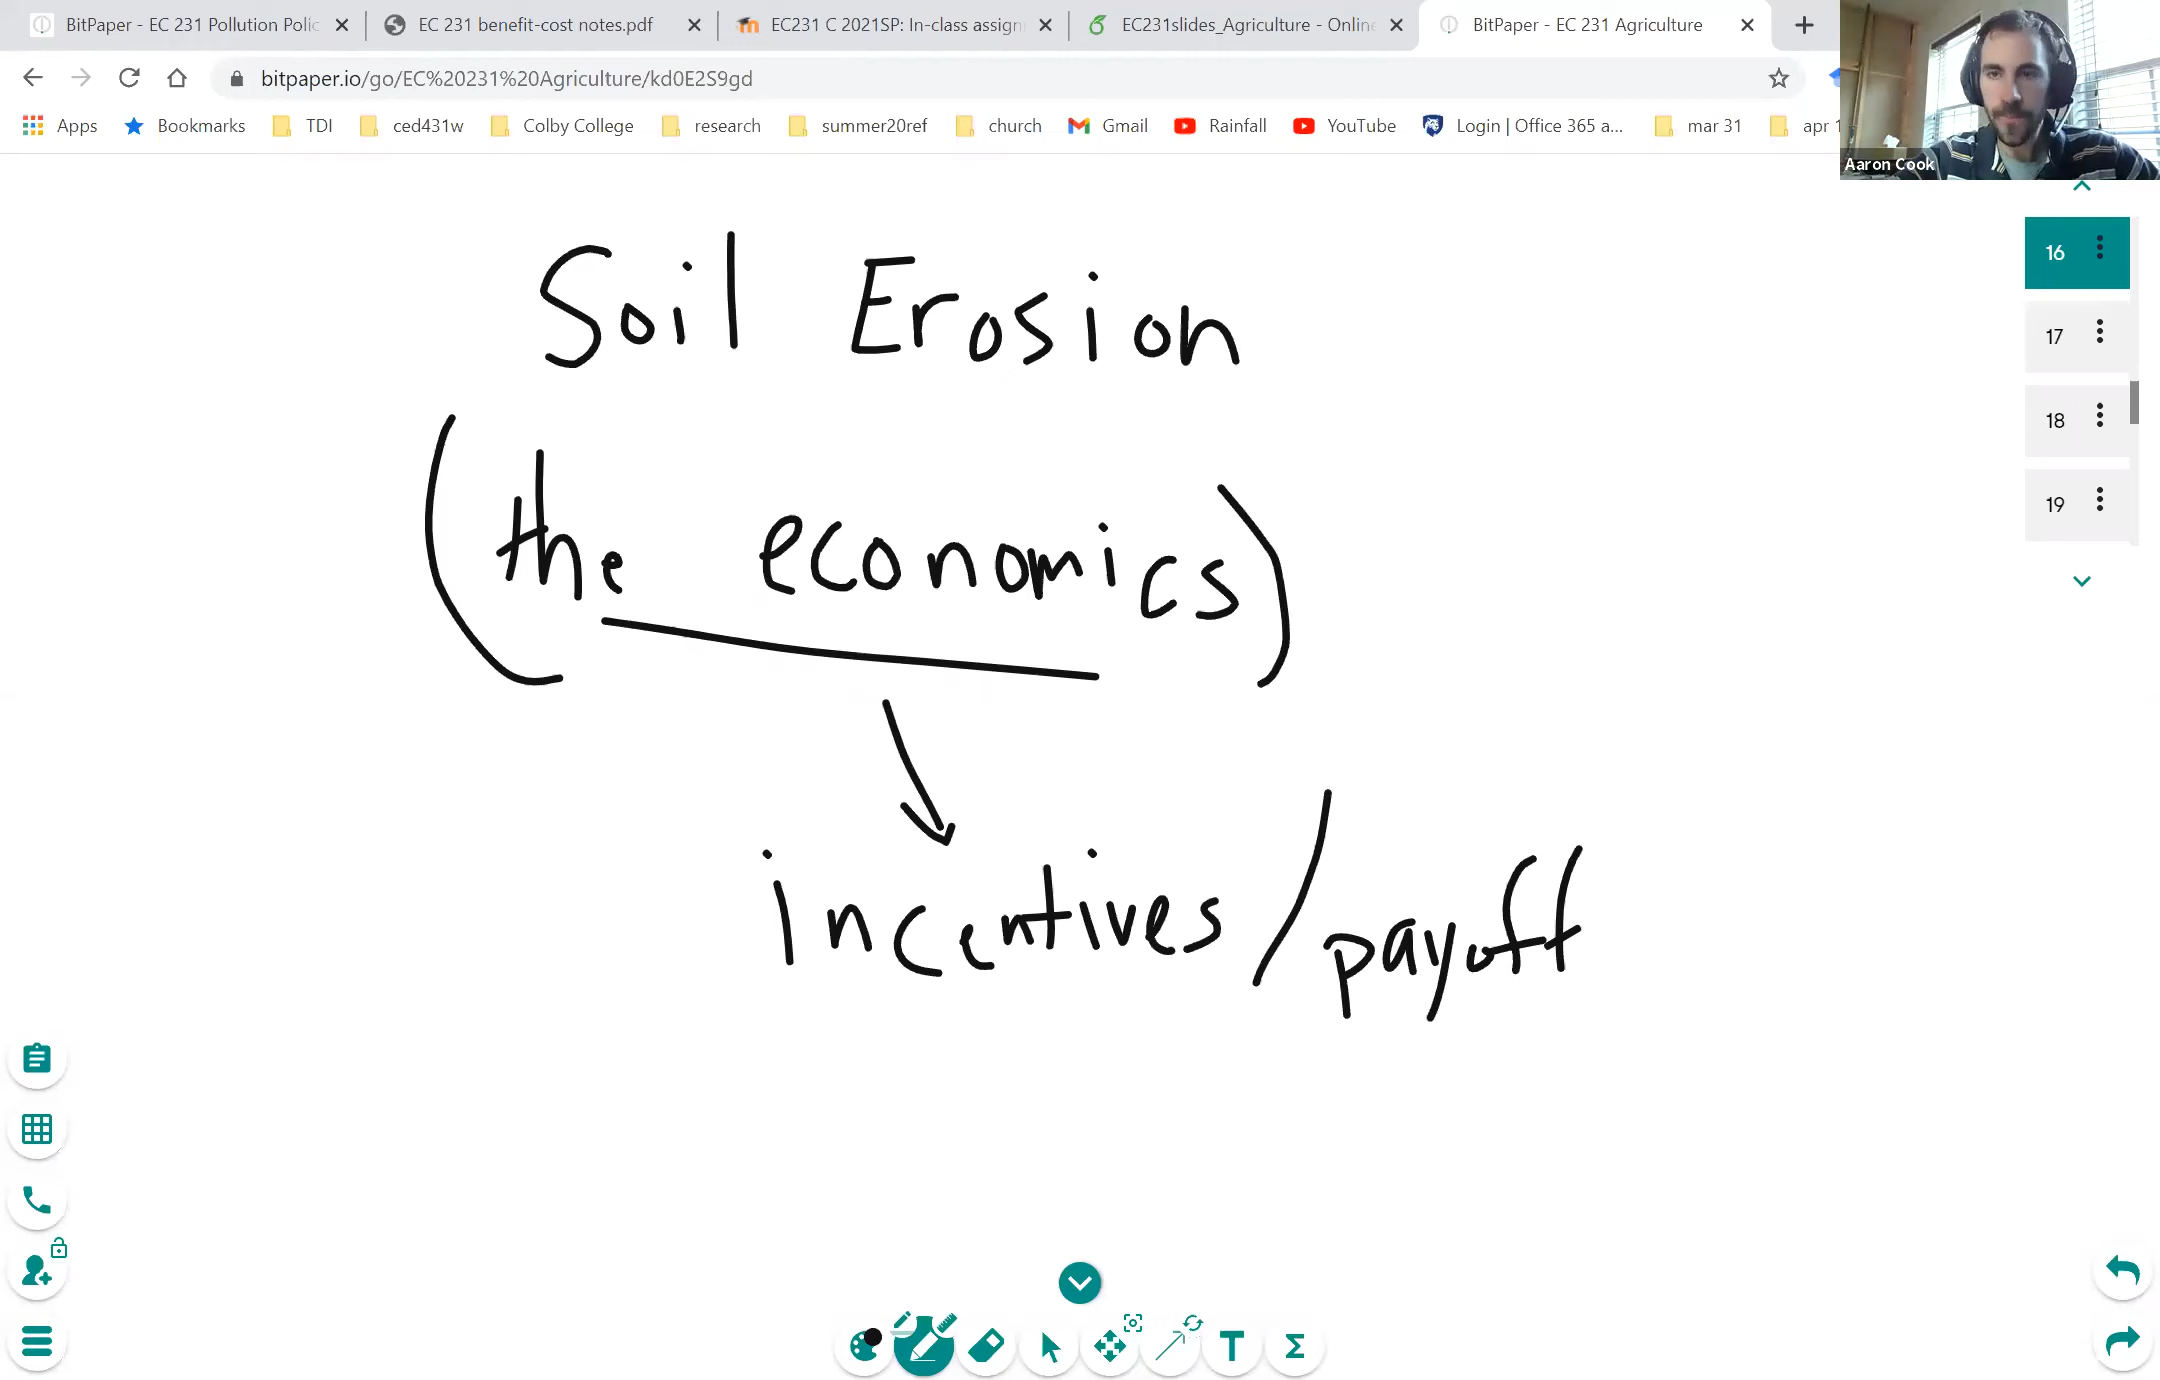 BitPaper - EC 231 Pollution Polic
EC 231 benefit-cost notes.pdf
EC231 C 2021SP: In-class assign
EC231slides_Agriculture - Online
BitPaper - EC 231 Agriculture
bitpaper.io/go/EC%20231%20Agriculture/kd0E2S9gd
Apps Bookmarks TDI ced431w Colby College research summer20ref church Gmail Rainfall YouTube Login | Office 365 a... mar 31 apr 1
Aaron Cook
Soil Erosion
(the economics)
incentives/payoff
16
17
18
19
T Σ